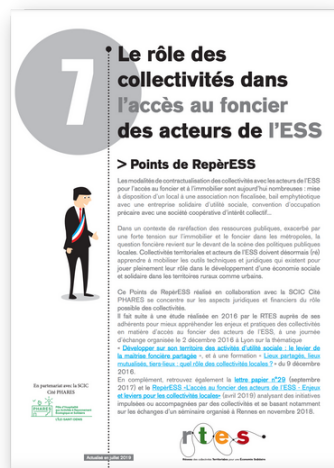 7
Le rôle des
collectivités dans
l'accès au foncier
des acteurs de l'ESS
> Points de RepèrESS
Les modalités de contractualisation des collectivités avec les acteurs de l'ESS
pour l'accès au foncier et à l'immobilier sont aujourd'hui nombreuses : mise
à disposition d'un local à une association non fiscalisée, bail emphytéotique
avec une entreprise solidaire d'utilité sociale, convention d'occupation
précaire avec une société coopérative d'intérêt collectif...
Dans un contexte de raréfaction des ressources publiques, exacerbé par
une forte tension sur l'immobilier et le foncier dans les métropoles, la
question foncière revient sur le devant de la scène des politiques publiques
locales. Collectivités territoriales et acteurs de l'ESS doivent désormais (ré)
apprendre à mobiliser les outils techniques et juridiques qui existent pour
jouer pleinement leur rôle dans le développement d'une économie sociale
et solidaire dans les territoires ruraux comme urbains.
Ce Points de RepèrESS réalisé en collaboration avec la SCIC Cité
PHARES se concentre sur les aspects juridiques et financiers du rôle
possible des collectivités.
Il fait suite à une étude réalisée en 2016 par le RTES auprès de ses
adhérents pour mieux appréhender les enjeux et pratiques des collectivités
en matière d'accès au foncier des acteurs de l'ESS, à une journée
d'échange organisée le 2 décembre 2016 à Lyon sur la thématique
« Développer sur son territoire des activités d'utilité sociale : le levier de
la maîtrise foncière partagée », et à une formation « Lieux partagés, lieux
mutualisés, tiers-lieux : quel rôle des collectivités locales ? » du 9 décembre
2016.
En complément, retrouvez également la lettre papier n°29 (septembre
2017) et le RepèrESS «L'accès au foncier des acteurs de l'ESS - Enjeux
et leviers pour les collectivités locales» (avril 2019) analysant des initiatives
impulsées ou accompagnées par des collectivités et se basant notamment
sur les échanges d'un séminaire organisé à Rennes en novembre 2018.
En partenariat avec la SCIC
Cité PHARES
PHARES
rtes
Réseau des collectivités Territoriales pour une Économie Solidaire
Actualisé en juillet 2019